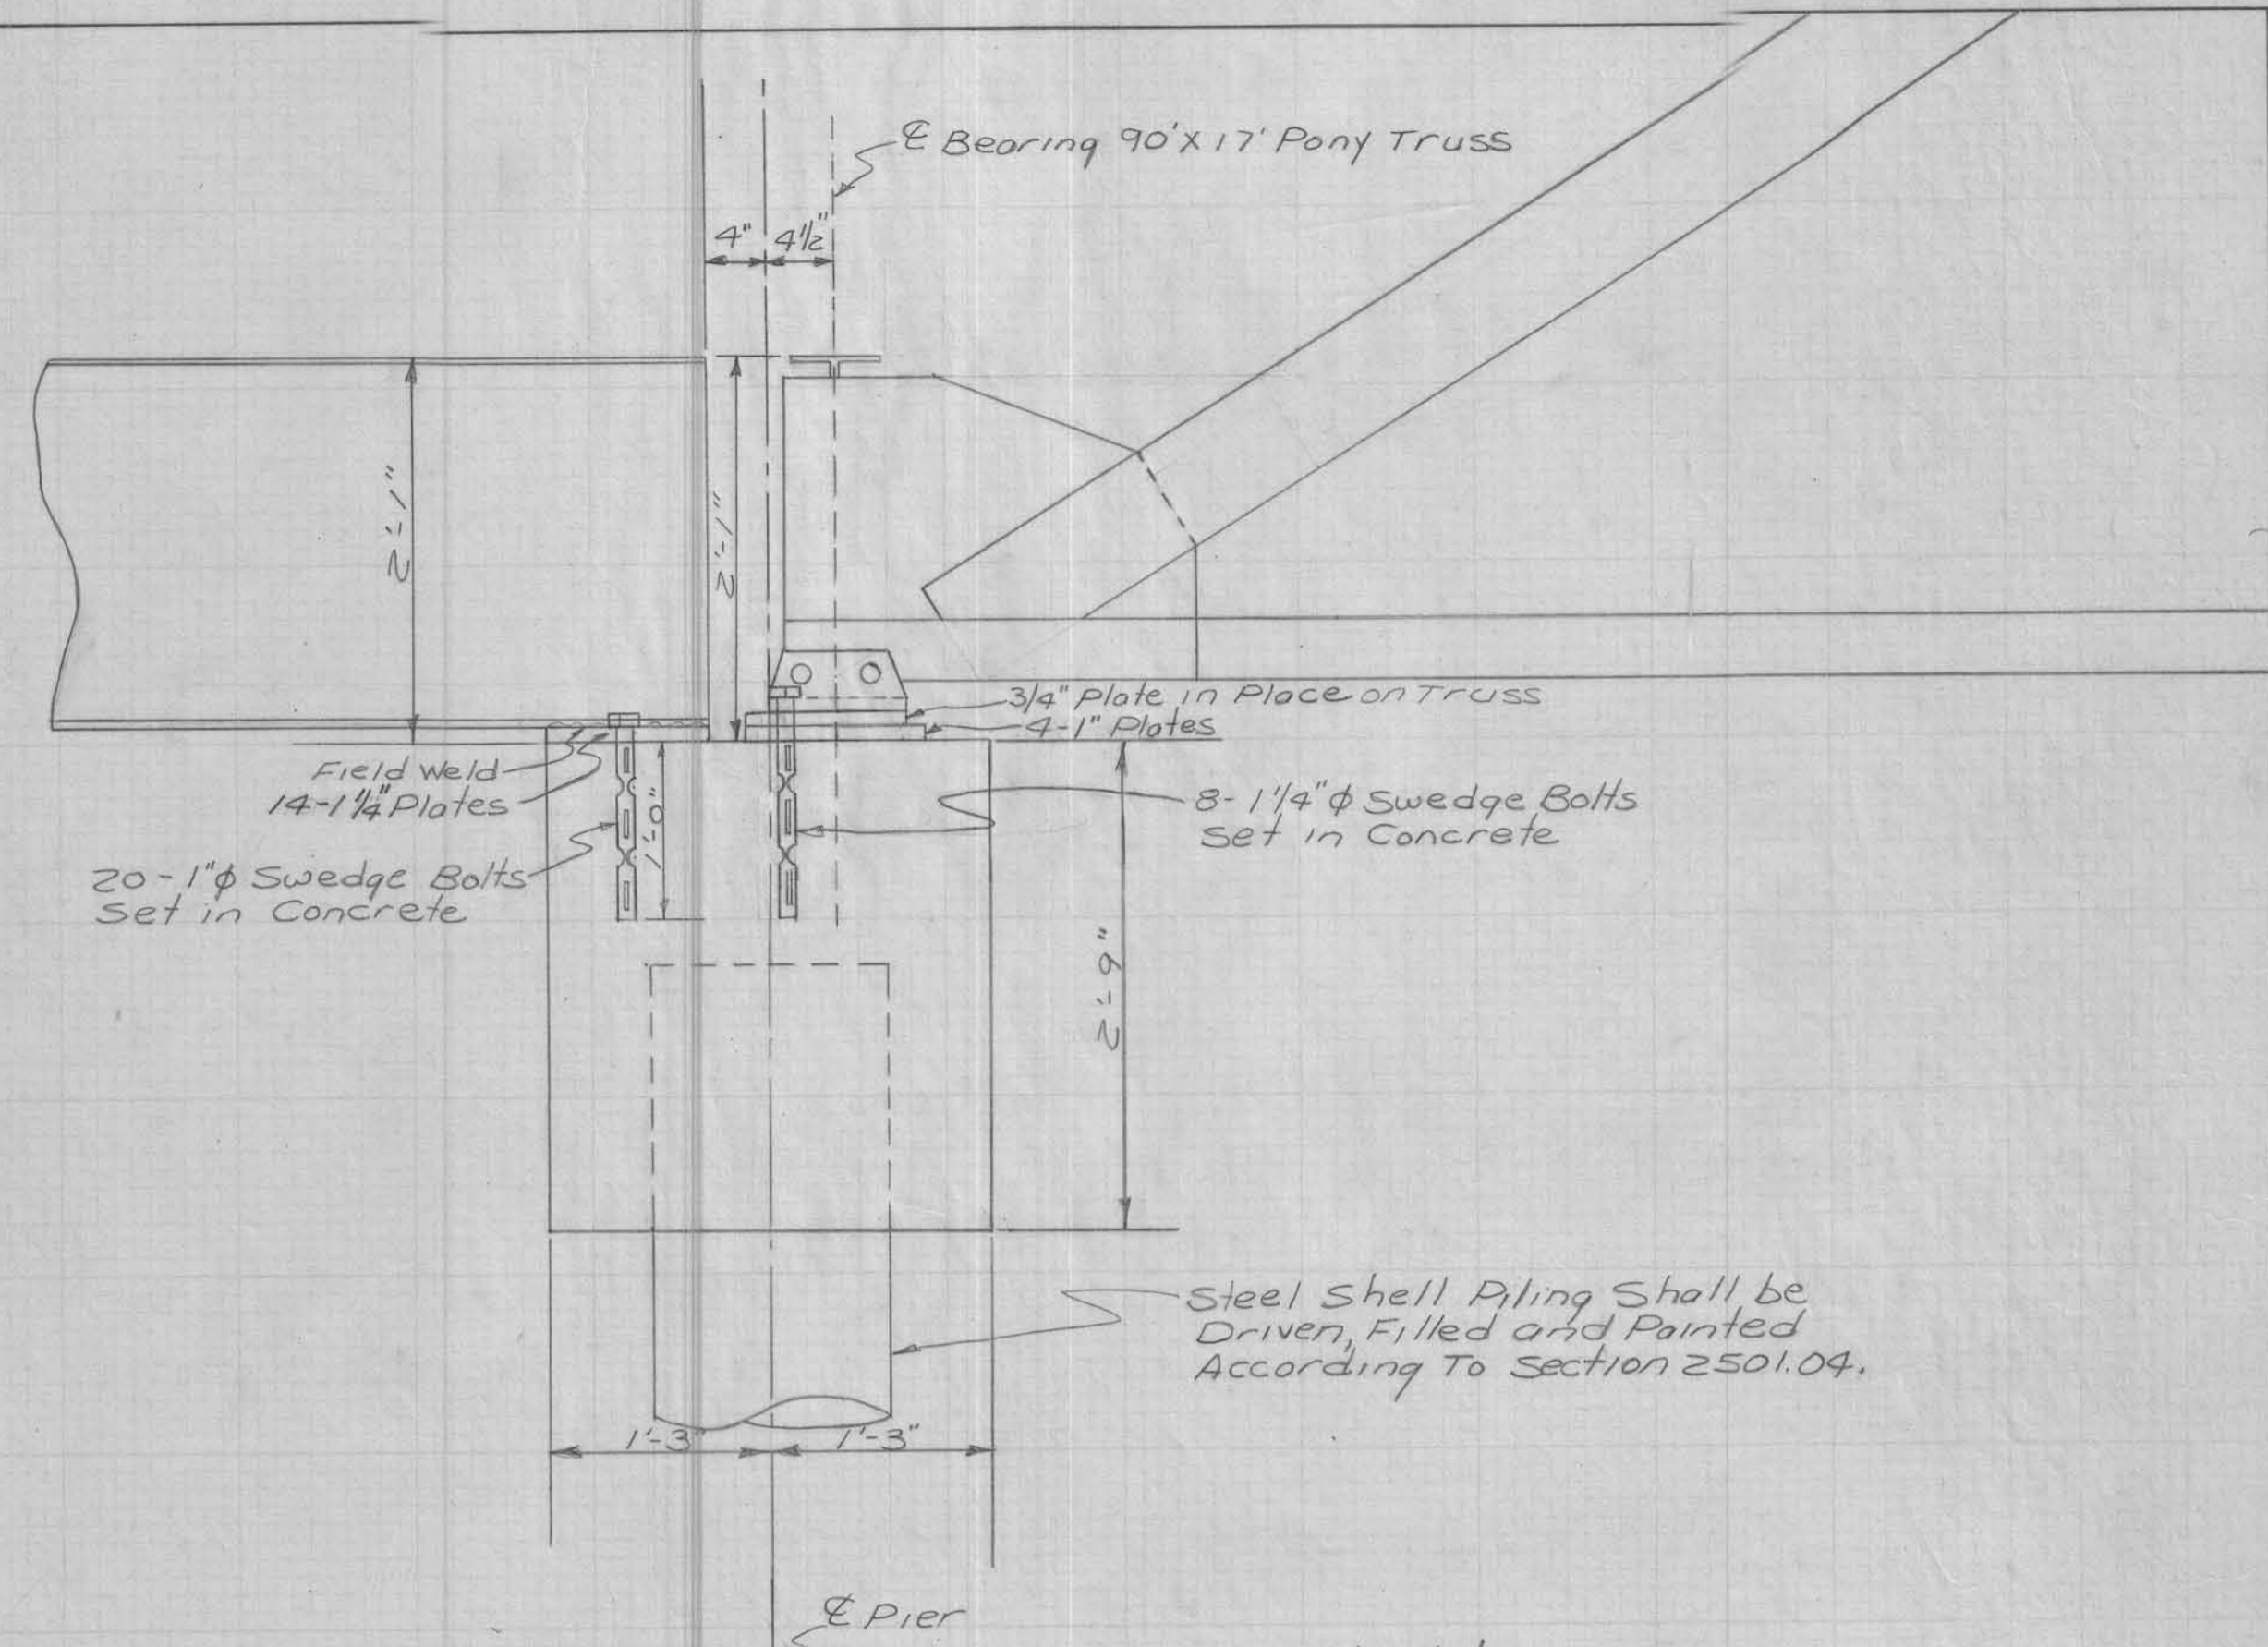 ℄ Bearing 90'X17' Pony Truss
4" 4½"
2'-1"
2'-1"
3/4" Plate in Place on Truss
4-1" Plates
Field Weld
14-1¼" Plates
1'-0"
8-1¼"φ Swedge Bolts
Set in Concrete
20-1"φ Swedge Bolts
Set in Concrete
2'-9"
Steel Shell Piling Shall be
Driven, Filled and Painted
According To Section 2501.04.
1'-3" 1'-3"
℄ Pier